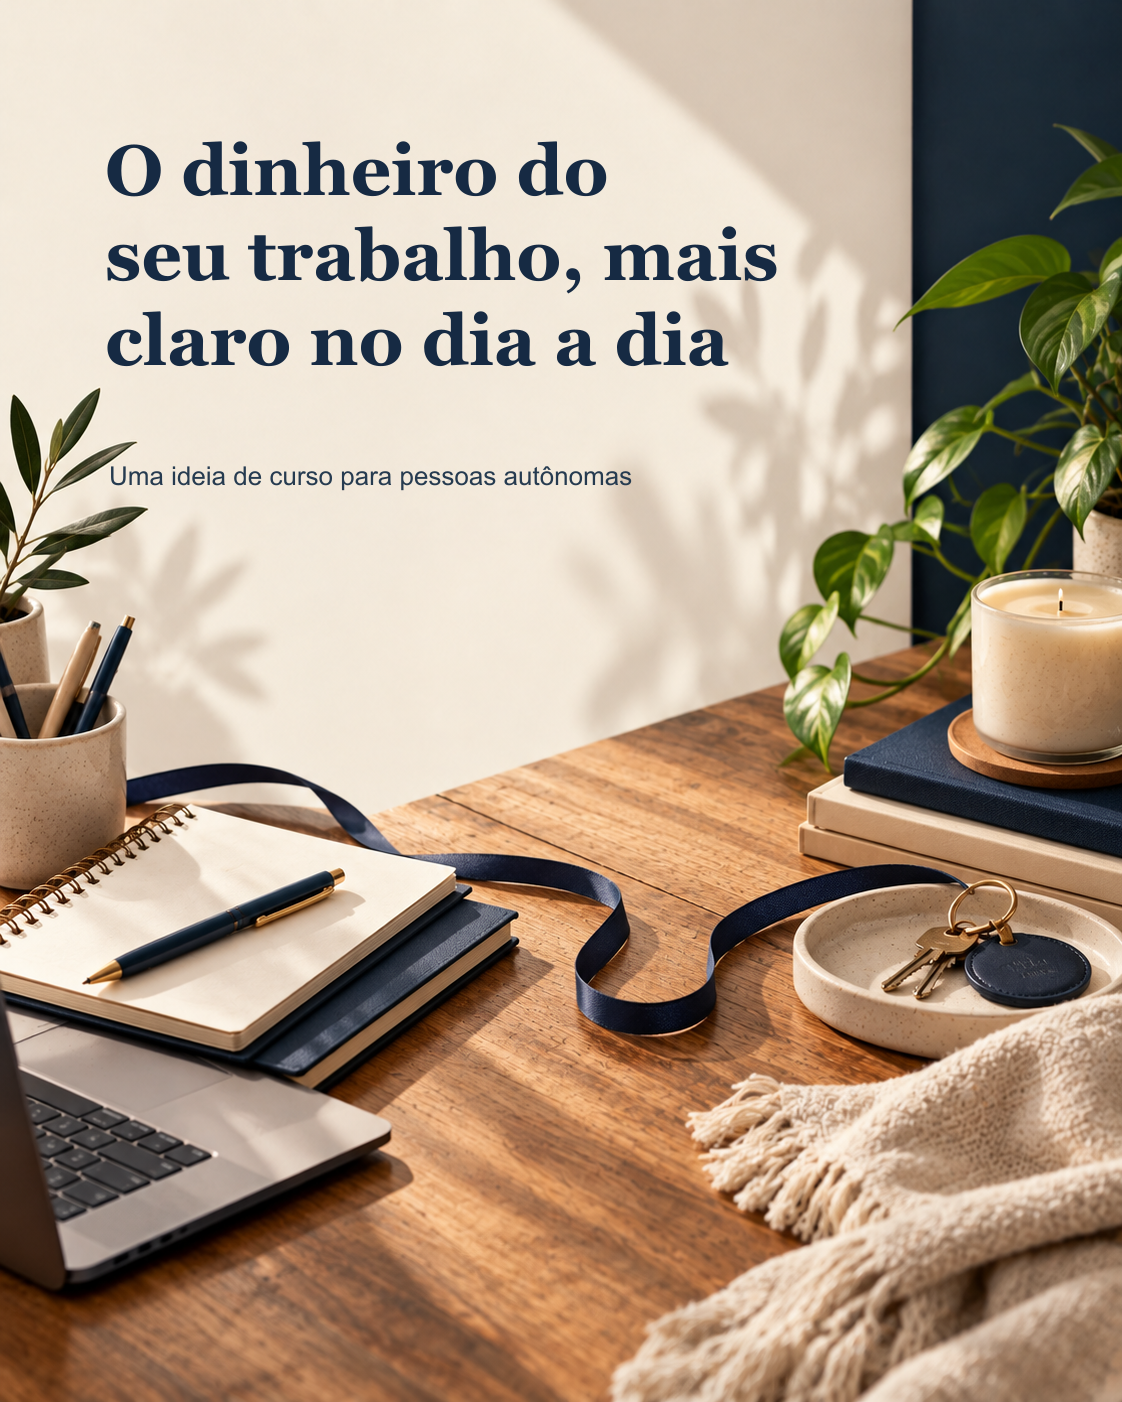 O dinheiro do
seu trabalho, mais
claro no dia a dia
Uma ideia de curso para pessoas autônomas